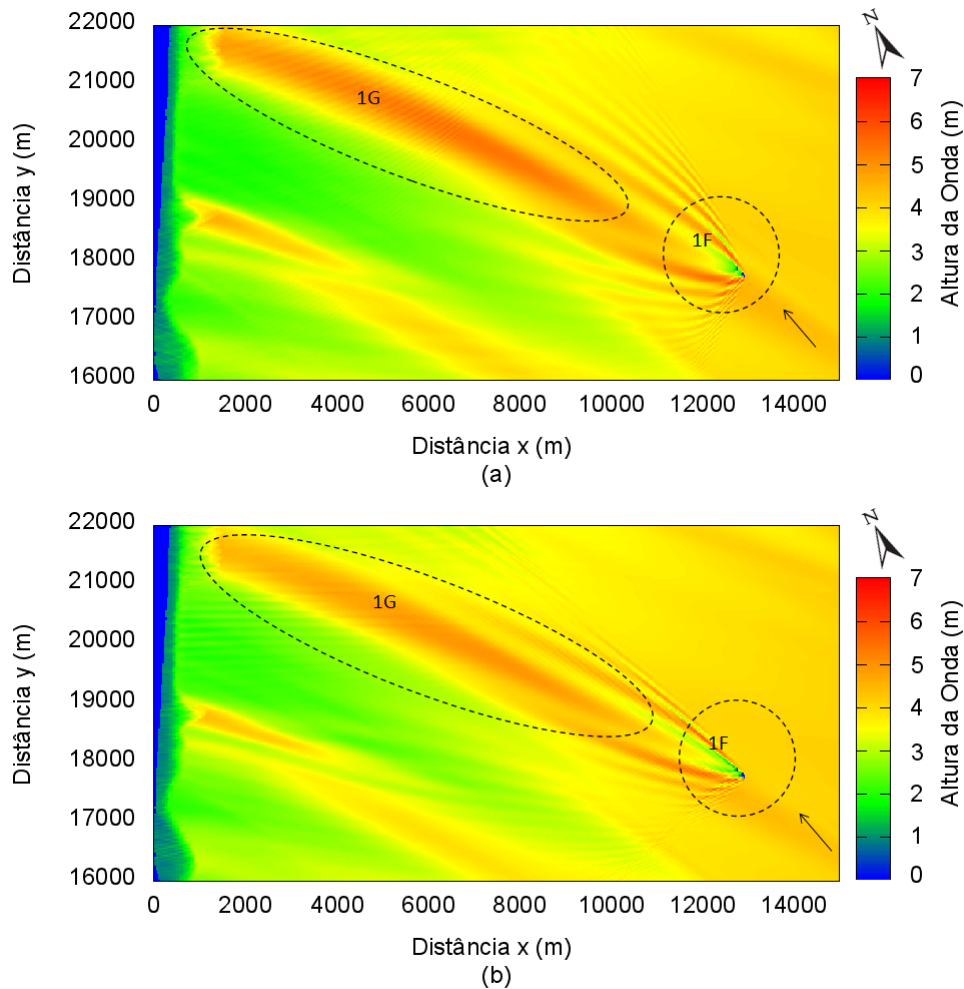 22000
21000
20000
19000
18000
17000
16000
Distância y (m)
1G
1F
N
7
6
5
4
3
2
1
0
Altura da Onda (m)
0 2000 4000 6000 8000 10000 12000 14000
Distância x (m)
(a)
22000
21000
20000
19000
18000
17000
16000
Distância y (m)
1G
1F
N
7
6
5
4
3
2
1
0
Altura da Onda (m)
0 2000 4000 6000 8000 10000 12000 14000
Distância x (m)
(b)